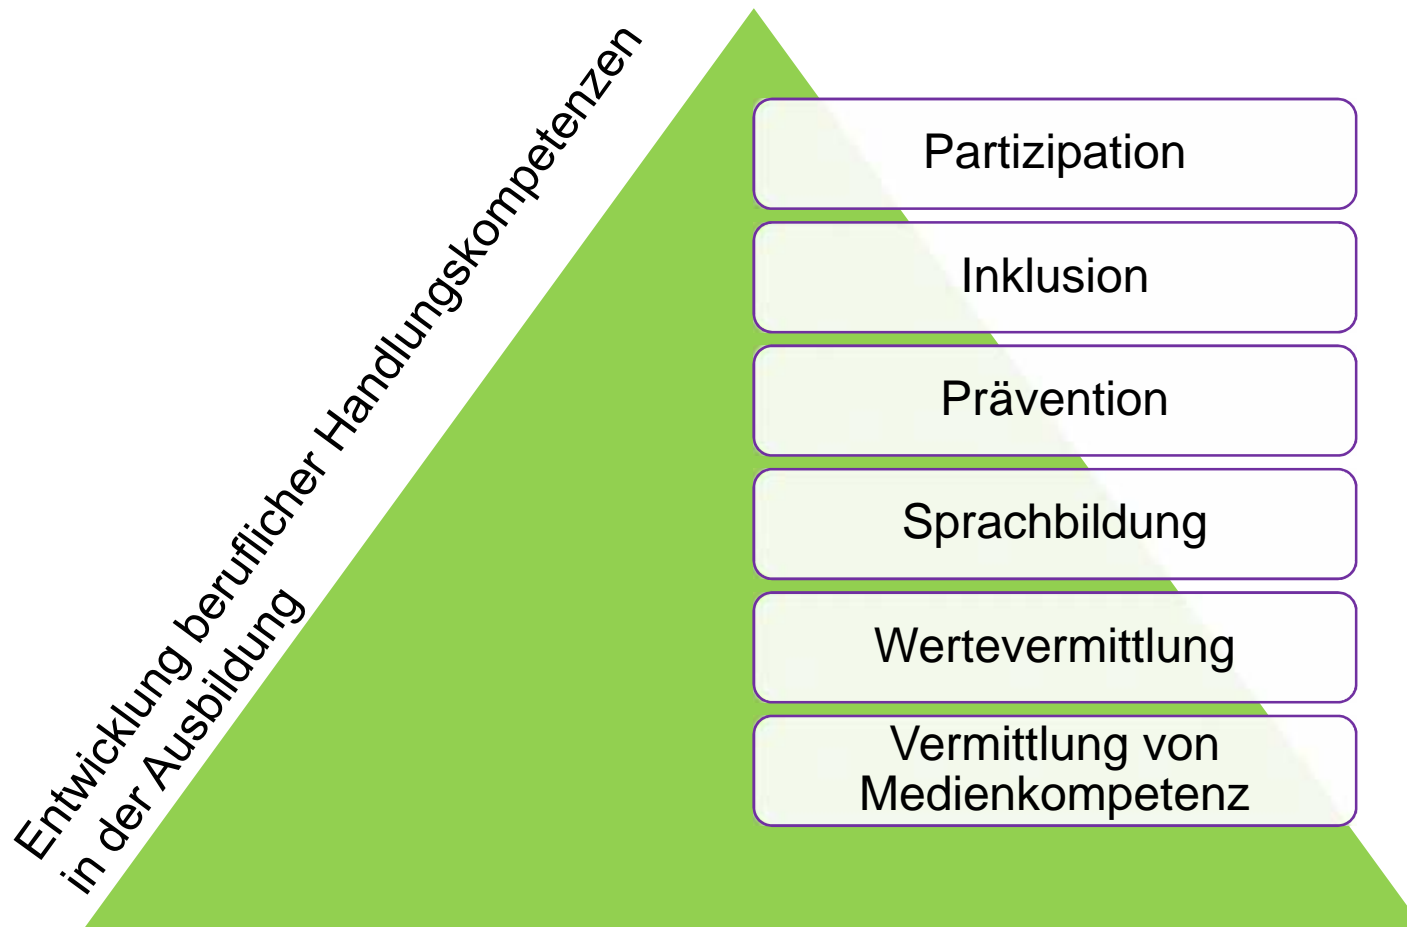 Entwicklung beruflicher Handlungskompetenzen
in der Ausbildung
Partizipation
Inklusion
Prävention
Sprachbildung
Wertevermittlung
Vermittlung von
Medienkompetenz